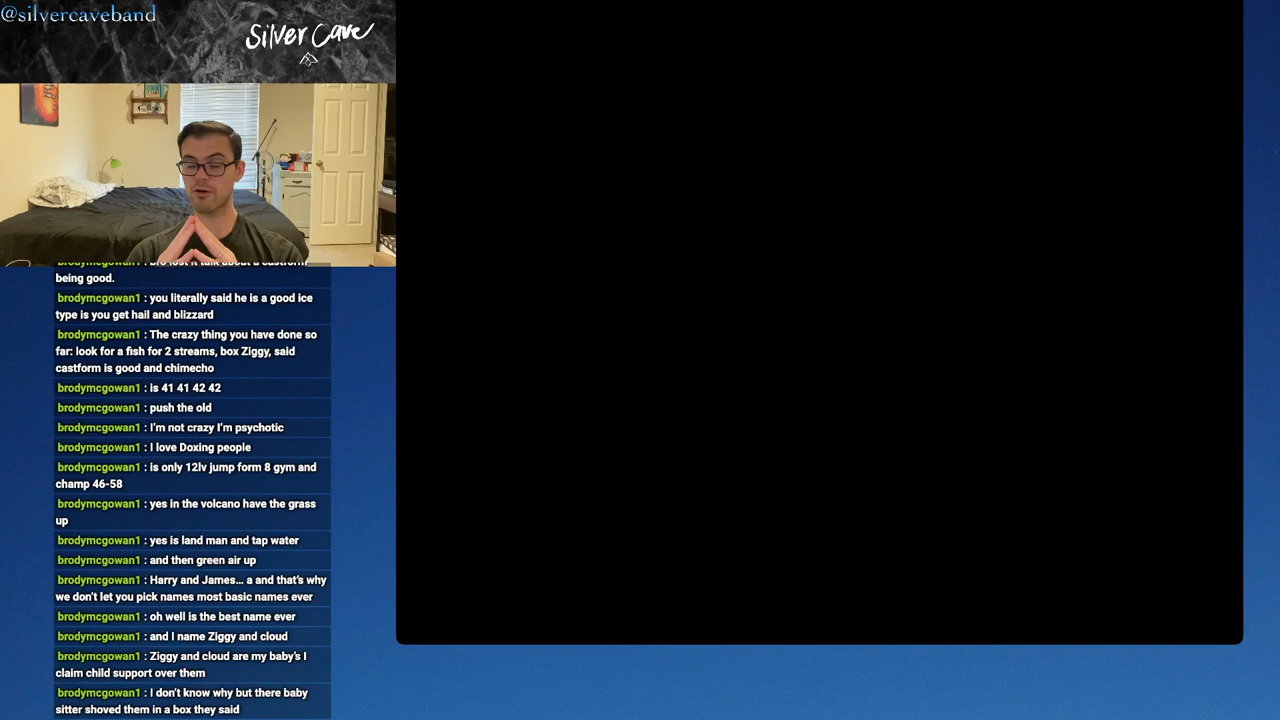 @silvercaveband
Silver Cave
being good.
brodymcgowan1 : you literally said he is a good ice
type is you get hail and blizzard
brodymcgowan1 : The crazy thing you have done so
far: look for a fish for 2 streams, box Ziggy, said
castform is good and chimecho
brodymcgowan1 : is 41 41 42 42
brodymcgowan1 : push the old
brodymcgowan1 : I'm not crazy I'm psychotic
brodymcgowan1 : I love Doxing people
brodymcgowan1 : is only 12lv jump form 8 gym and
champ 46-58
brodymcgowan1 : yes in the volcano have the grass
up
brodymcgowan1 : yes is land man and tap water
brodymcgowan1 : and then green air up
brodymcgowan1 : Harry and James... a and that's why
we don't let you pick names most basic names ever
brodymcgowan1 : oh well is the best name ever
brodymcgowan1 : and I name Ziggy and cloud
brodymcgowan1 : Ziggy and cloud are my baby's I
claim child support over them
brodymcgowan1 : I don't know why but there baby
sitter shoved them in a box they said